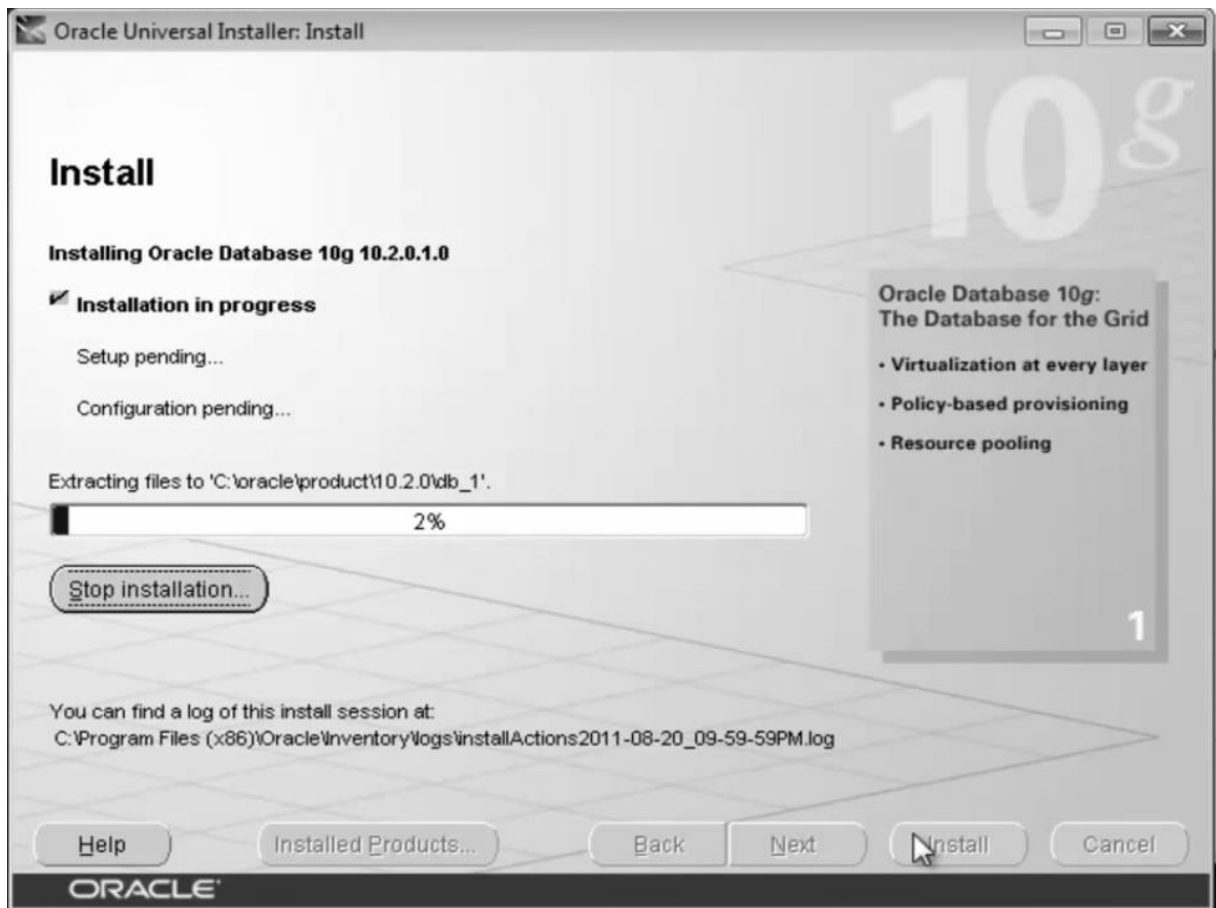 Oracle Universal Installer: Install
10g
Install
Installing Oracle Database 10g 10.2.0.1.0
Installation in progress
Setup pending...
Configuration pending...
Extracting files to 'C:\oracle\product\10.2.0\db_1'.
2%
Stop installation...
Oracle Database 10g:
The Database for the Grid
• Virtualization at every layer
• Policy-based provisioning
• Resource pooling
1
You can find a log of this install session at:
C:\Program Files (x86)\Oracle\Inventory\logs\installActions2011-08-20_09-59-59PM.log
Help
Installed Products...
Back
Next
Install
Cancel
ORACLE